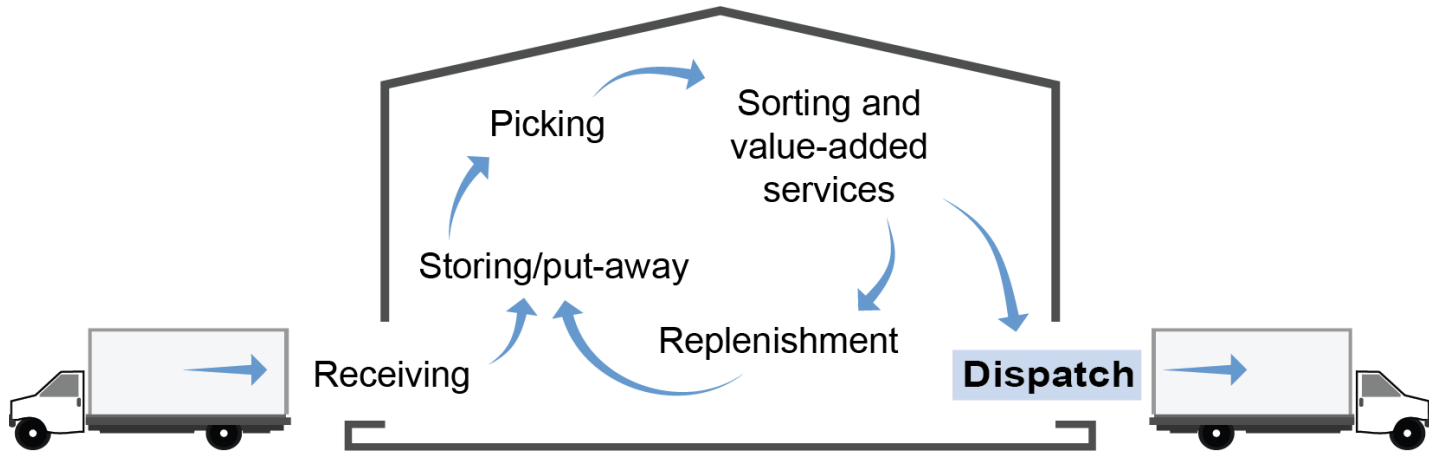 Picking
Sorting and
value-added
services
Storing/put-away
Replenishment
Receiving
Dispatch